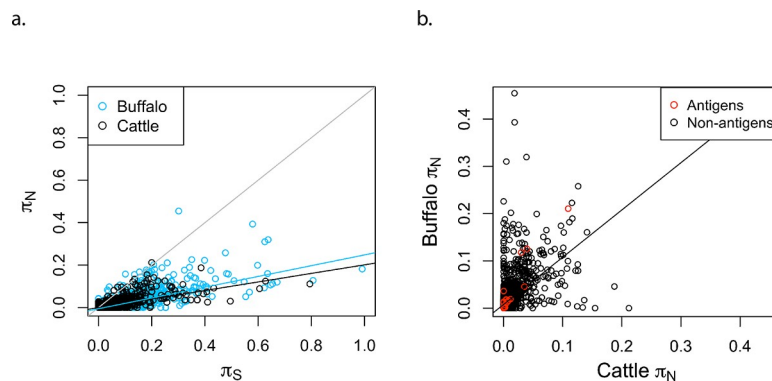 a.
b.
Buffalo
Cattle
πN
1.0
0.8
0.6
0.4
0.2
0.0
0.0 0.2 0.4 0.6 0.8 1.0
πS
Antigens
Non-antigens
Buffalo πN
0.4
0.3
0.2
0.1
0.0
0.0 0.1 0.2 0.3 0.4
Cattle πN